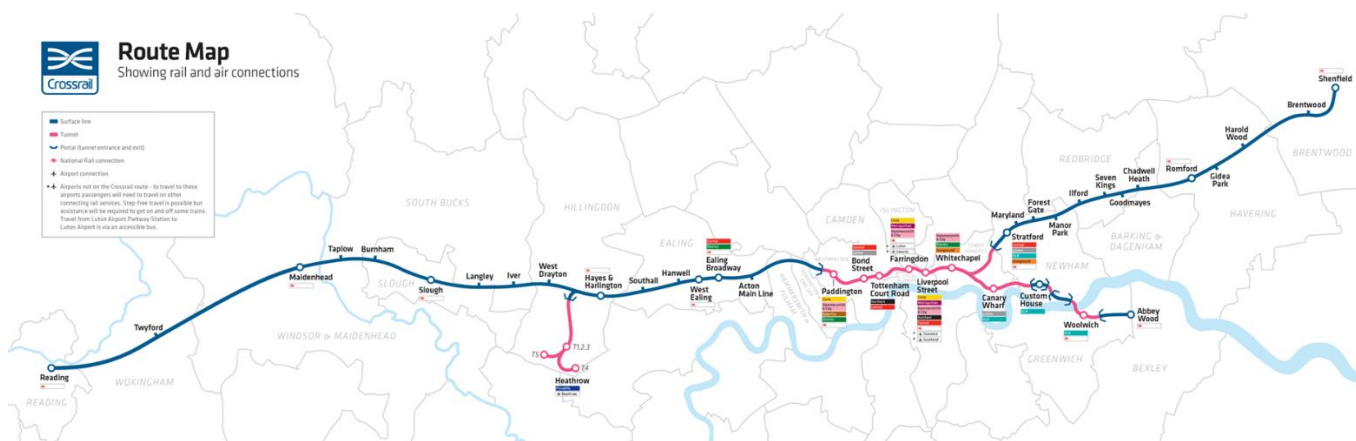 Route Map
Showing rail and air connections
Crossrail
Surface line
Tunnel
Portal (tunnel entrance and exit)
National Rail connection
Airport connection
Airports not on the Crossrail route - to travel to these
airports passengers will need to travel on other
connecting rail services. Step-free travel is possible but
assistance will be required to get on and off some trains.
Travel from Luton Airport Parkway Station to
Luton Airport is via an accessible bus.
Reading
Twyford
Maidenhead
Taplow
Burnham
Slough
Langley
Iver
West
Drayton
T5
T1,2,3
T4
Heathrow
Hayes &
Harlington
Southall
Hanwell
West
Ealing
Ealing
Broadway
Acton
Main Line
Paddington
Bond
Street
Tottenham
Court Road
Farringdon
Liverpool
Street
Whitechapel
Canary
Wharf
Custom
House
Woolwich
Abbey
Wood
Stratford
Maryland
Forest
Gate
Manor
Park
Ilford
Seven
Kings
Goodmayes
Chadwell
Heath
Romford
Gidea
Park
Harold
Wood
Brentwood
Shenfield
READING
WOKINGHAM
WINDSOR & MAIDENHEAD
SLOUGH
SOUTH BUCKS
HILLINGDON
EALING
HAMMERSMITH &
FULHAM
CAMDEN
ISLINGTON
NEWHAM
REDBRIDGE
BARKING &
DAGENHAM
HAVERING
BRENTWOOD
GREENWICH
BEXLEY